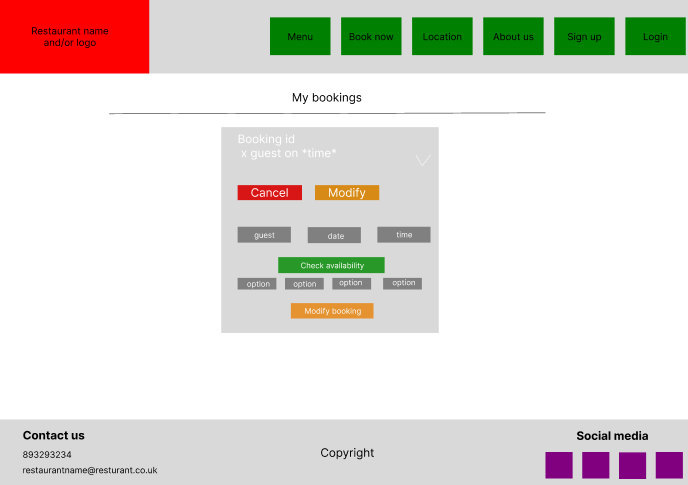 Restaurant name
and/or logo
Menu
Book now
Location
About us
Sign up
Login
My bookings
Booking id
x guest on *time*
Cancel
Modify
guest
date
time
Check availability
option
option
option
option
Modify booking
Contact us
893293234
restaurantname@resturant.co.uk
Copyright
Social media